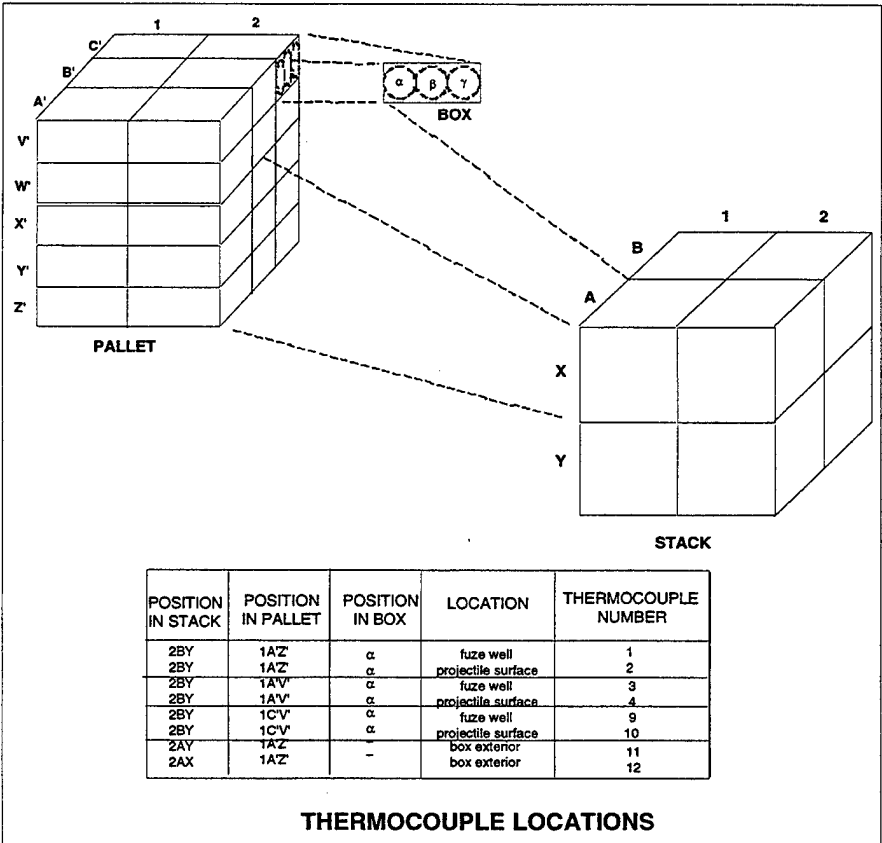 1 2
C'
B'
A'
V'
W'
X'
Y'
Z'
PALLET
α β γ
BOX
1 2
B
A
X
Y
STACK
POSITION IN STACK POSITION IN PALLET POSITION IN BOX LOCATION THERMOCOUPLE NUMBER
2BY 1A'Z' α fuze well 1
2BY 1A'Z' α projectile surface 2
2BY 1A'V' α fuze well 3
2BY 1A'V' α projectile surface 4
2BY 1C'V' α fuze well 9
2BY 1C'V' α projectile surface 10
2AY 1A'Z' – box exterior 11
2AX 1A'Z' – box exterior 12
THERMOCOUPLE LOCATIONS